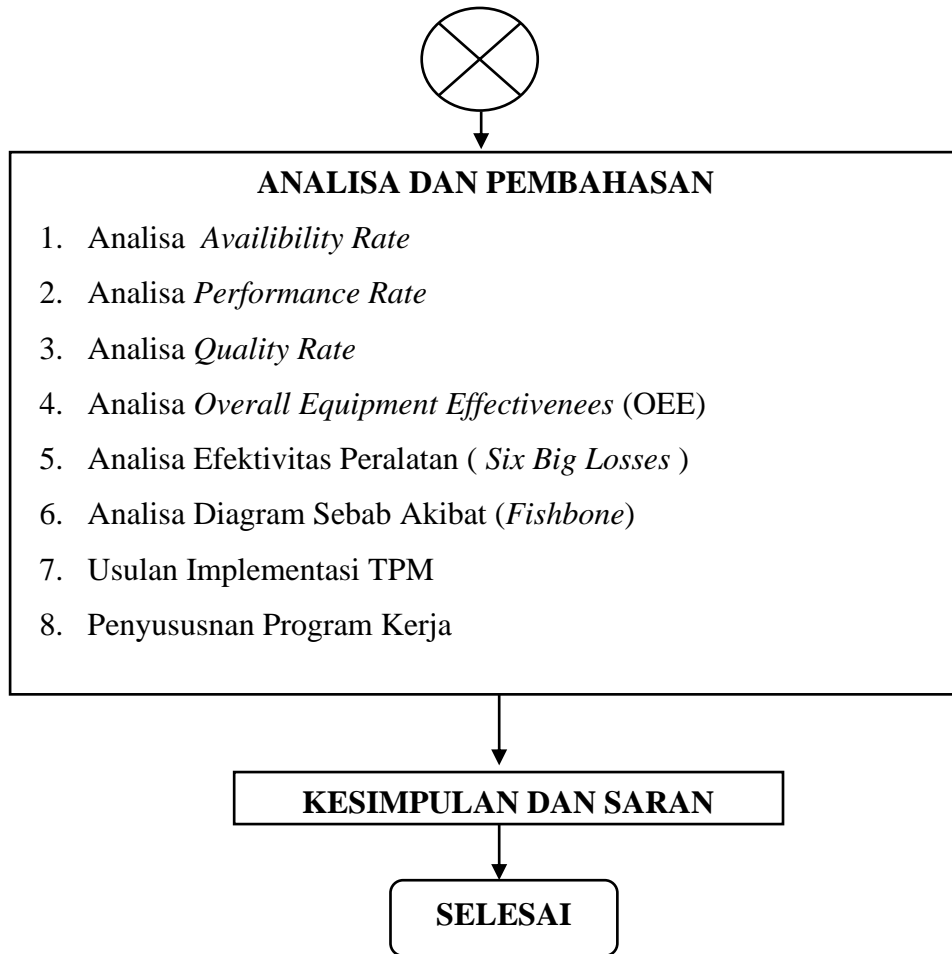 ANALISA DAN PEMBAHASAN
1. Analisa Availibility Rate
2. Analisa Performance Rate
3. Analisa Quality Rate
4. Analisa Overall Equipment Effectivenees (OEE)
5. Analisa Efektivitas Peralatan ( Six Big Losses )
6. Analisa Diagram Sebab Akibat (Fishbone)
7. Usulan Implementasi TPM
8. Penyususnan Program Kerja
KESIMPULAN DAN SARAN
SELESAI